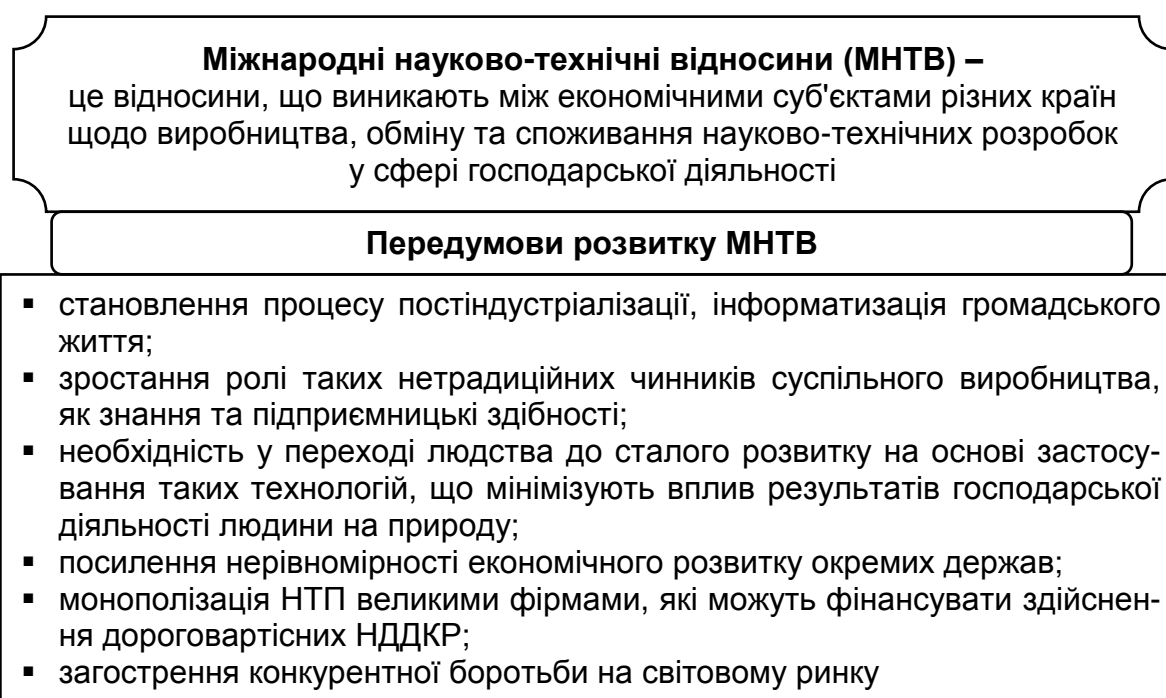 Міжнародні науково-технічні відносини (МНТВ) –
це відносини, що виникають між економічними суб'єктами різних країн
щодо виробництва, обміну та споживання науково-технічних розробок
у сфері господарської діяльності
Передумови розвитку МНТВ
▪ становлення процесу постіндустріалізації, інформатизація громадського
життя;
▪ зростання ролі таких нетрадиційних чинників суспільного виробництва,
як знання та підприємницькі здібності;
▪ необхідність у переході людства до сталого розвитку на основі застосу-
вання таких технологій, що мінімізують вплив результатів господарської
діяльності людини на природу;
▪ посилення нерівномірності економічного розвитку окремих держав;
▪ монополізація НТП великими фірмами, які можуть фінансувати здійснен-
ня дороговартісних НДДКР;
▪ загострення конкурентної боротьби на світовому ринку